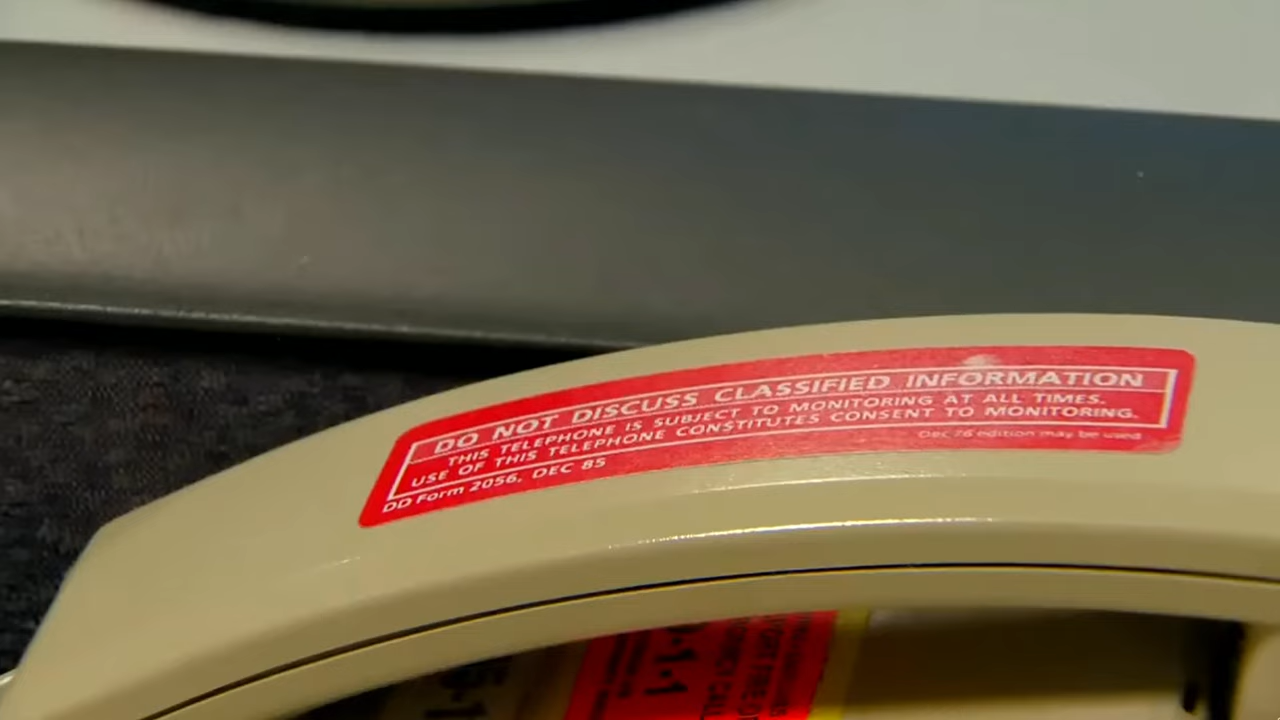 DO NOT DISCUSS CLASSIFIED INFORMATION
THIS TELEPHONE IS SUBJECT TO MONITORING AT ALL TIMES.
USE OF THIS TELEPHONE CONSTITUTES CONSENT TO MONITORING.
DD Form 2056, DEC 85
Dec 76 edition may be used